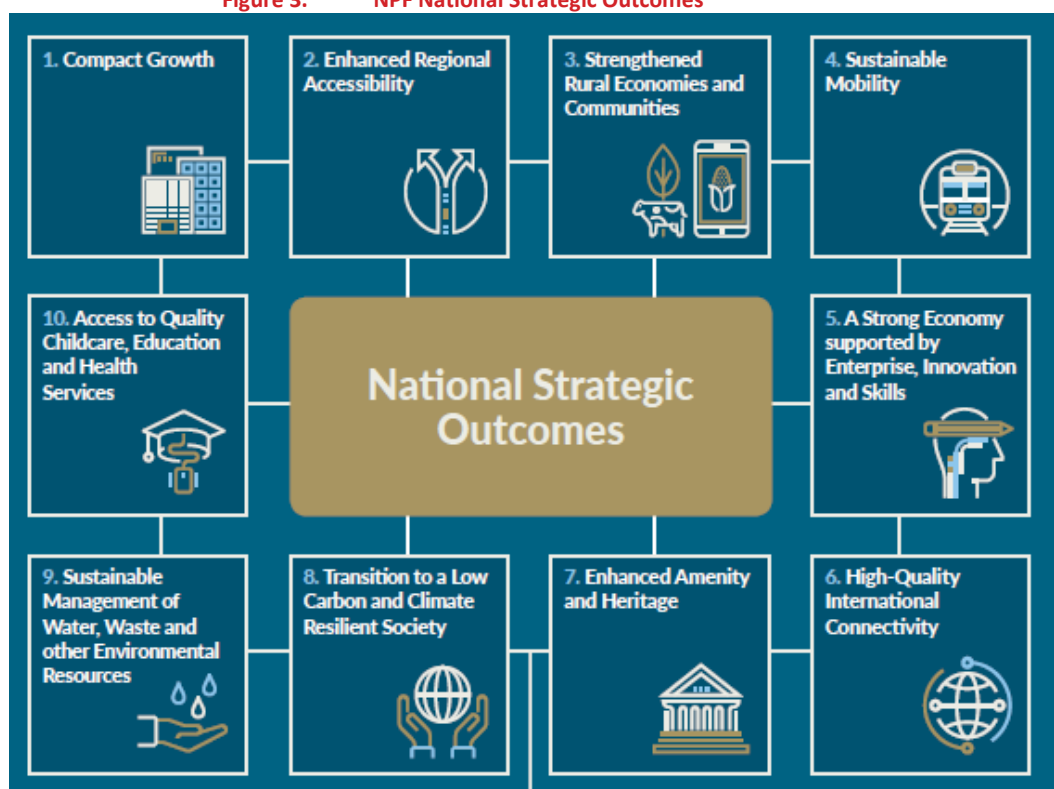 Figure 3. NPF National Strategic Outcomes
1. Compact Growth
2. Enhanced Regional
Accessibility
3. Strengthened
Rural Economies and
Communities
4. Sustainable
Mobility
10. Access to Quality
Childcare, Education
and Health
Services
National Strategic
Outcomes
5. A Strong Economy
supported by
Enterprise, Innovation
and Skills
9. Sustainable
Management of
Water, Waste and
other Environmental
Resources
8. Transition to a Low
Carbon and Climate
Resilient Society
7. Enhanced Amenity
and Heritage
6. High-Quality
International
Connectivity